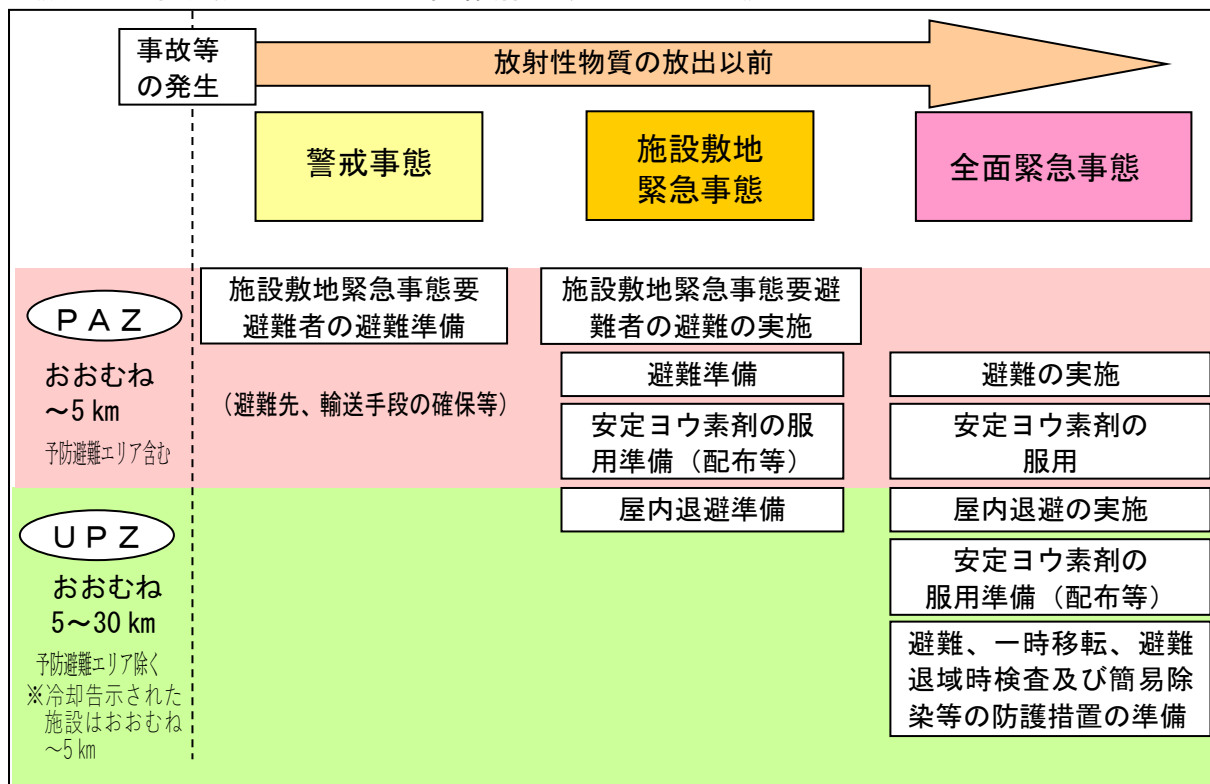 事故等
の発生
放射性物質の放出以前
警戒事態
施設敷地
緊急事態
全面緊急事態
PAZ
おおむね
～5 km
予防避難エリア含む
施設敷地緊急事態要
避難者の避難準備
（避難先、輸送手段の確保等）
施設敷地緊急事態要避
難者の避難の実施
避難準備
安定ヨウ素剤の服
用準備（配布等）
避難の実施
安定ヨウ素剤の
服用
UPZ
おおむね
5～30 km
予防避難エリア除く
※冷却告示された
施設はおおむね
～5 km
屋内退避準備
屋内退避の実施
安定ヨウ素剤の
服用準備（配布等）
避難、一時移転、避難
退域時検査及び簡易除
染等の防護措置の準備